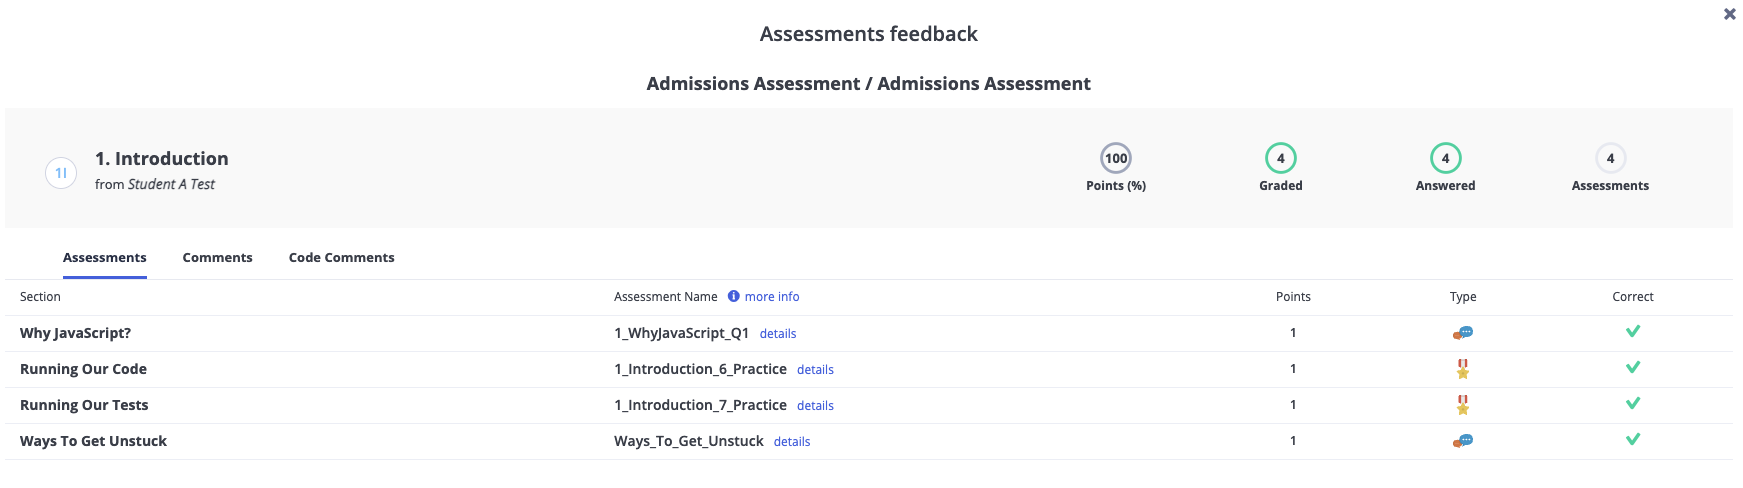 Assessments feedback
Admissions Assessment / Admissions Assessment
1I
1. Introduction
from Student A Test
100
Points (%)
4
Graded
4
Answered
4
Assessments
Assessments Comments Code Comments
Section Assessment Name more info Points Type Correct
Why JavaScript? 1_WhyJavaScript_Q1 details 1
Running Our Code 1_Introduction_6_Practice details 1
Running Our Tests 1_Introduction_7_Practice details 1
Ways To Get Unstuck Ways_To_Get_Unstuck details 1